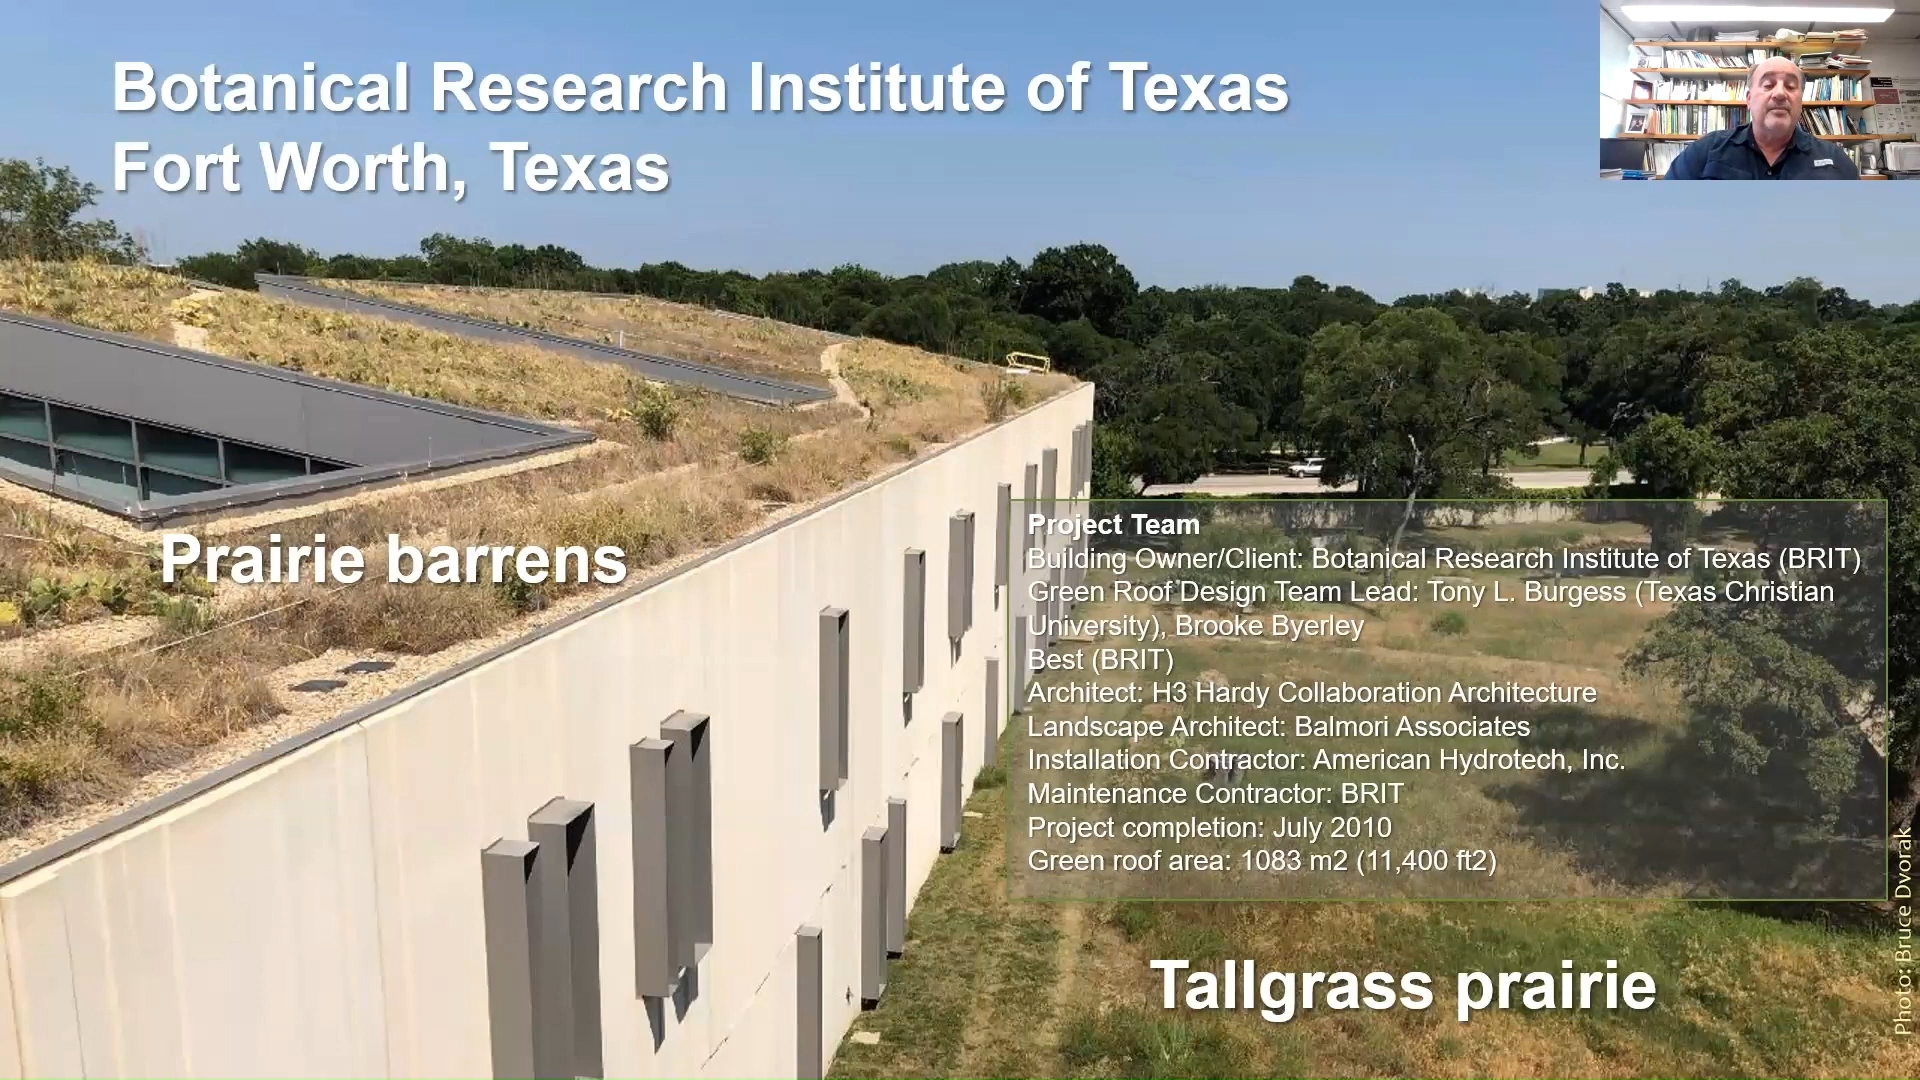 Botanical Research Institute of Texas
Fort Worth, Texas
Prairie barrens
Project Team
Building Owner/Client: Botanical Research Institute of Texas (BRIT)
Green Roof Design Team Lead: Tony L. Burgess (Texas Christian
University), Brooke Byerley
Best (BRIT)
Architect: H3 Hardy Collaboration Architecture
Landscape Architect: Balmori Associates
Installation Contractor: American Hydrotech, Inc.
Maintenance Contractor: BRIT
Project completion: July 2010
Green roof area: 1083 m2 (11,400 ft2)
Tallgrass prairie
Photo: Bruce Dvorak